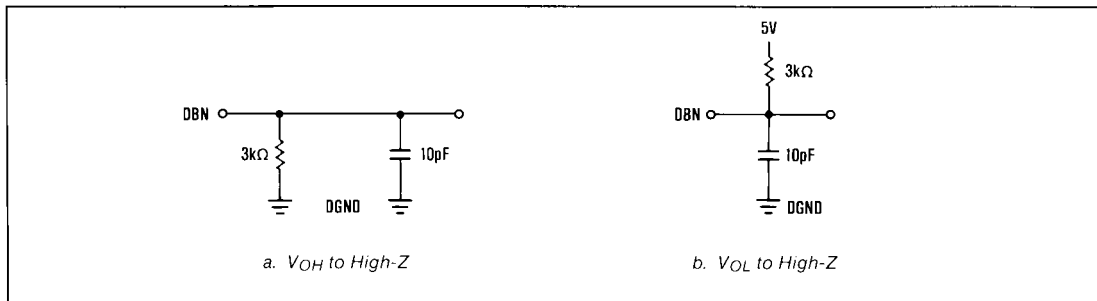 DBN
3kΩ
10pF
DGND
a. VOH to High-Z
5V
3kΩ
DBN
10pF
DGND
b. VOL to High-Z